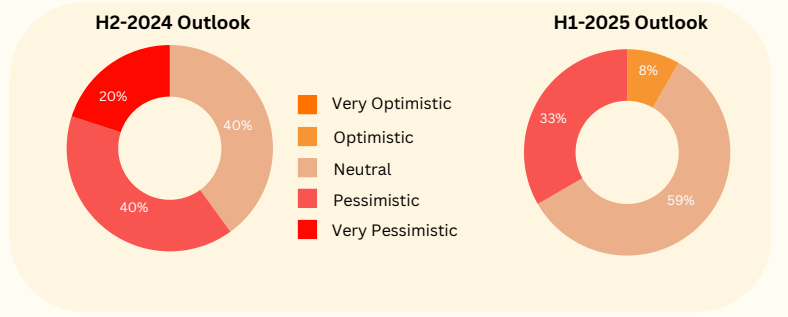 H2-2024 Outlook
20%
40%
40%
Very Optimistic
Optimistic
Neutral
Pessimistic
Very Pessimistic
H1-2025 Outlook
8%
33%
59%